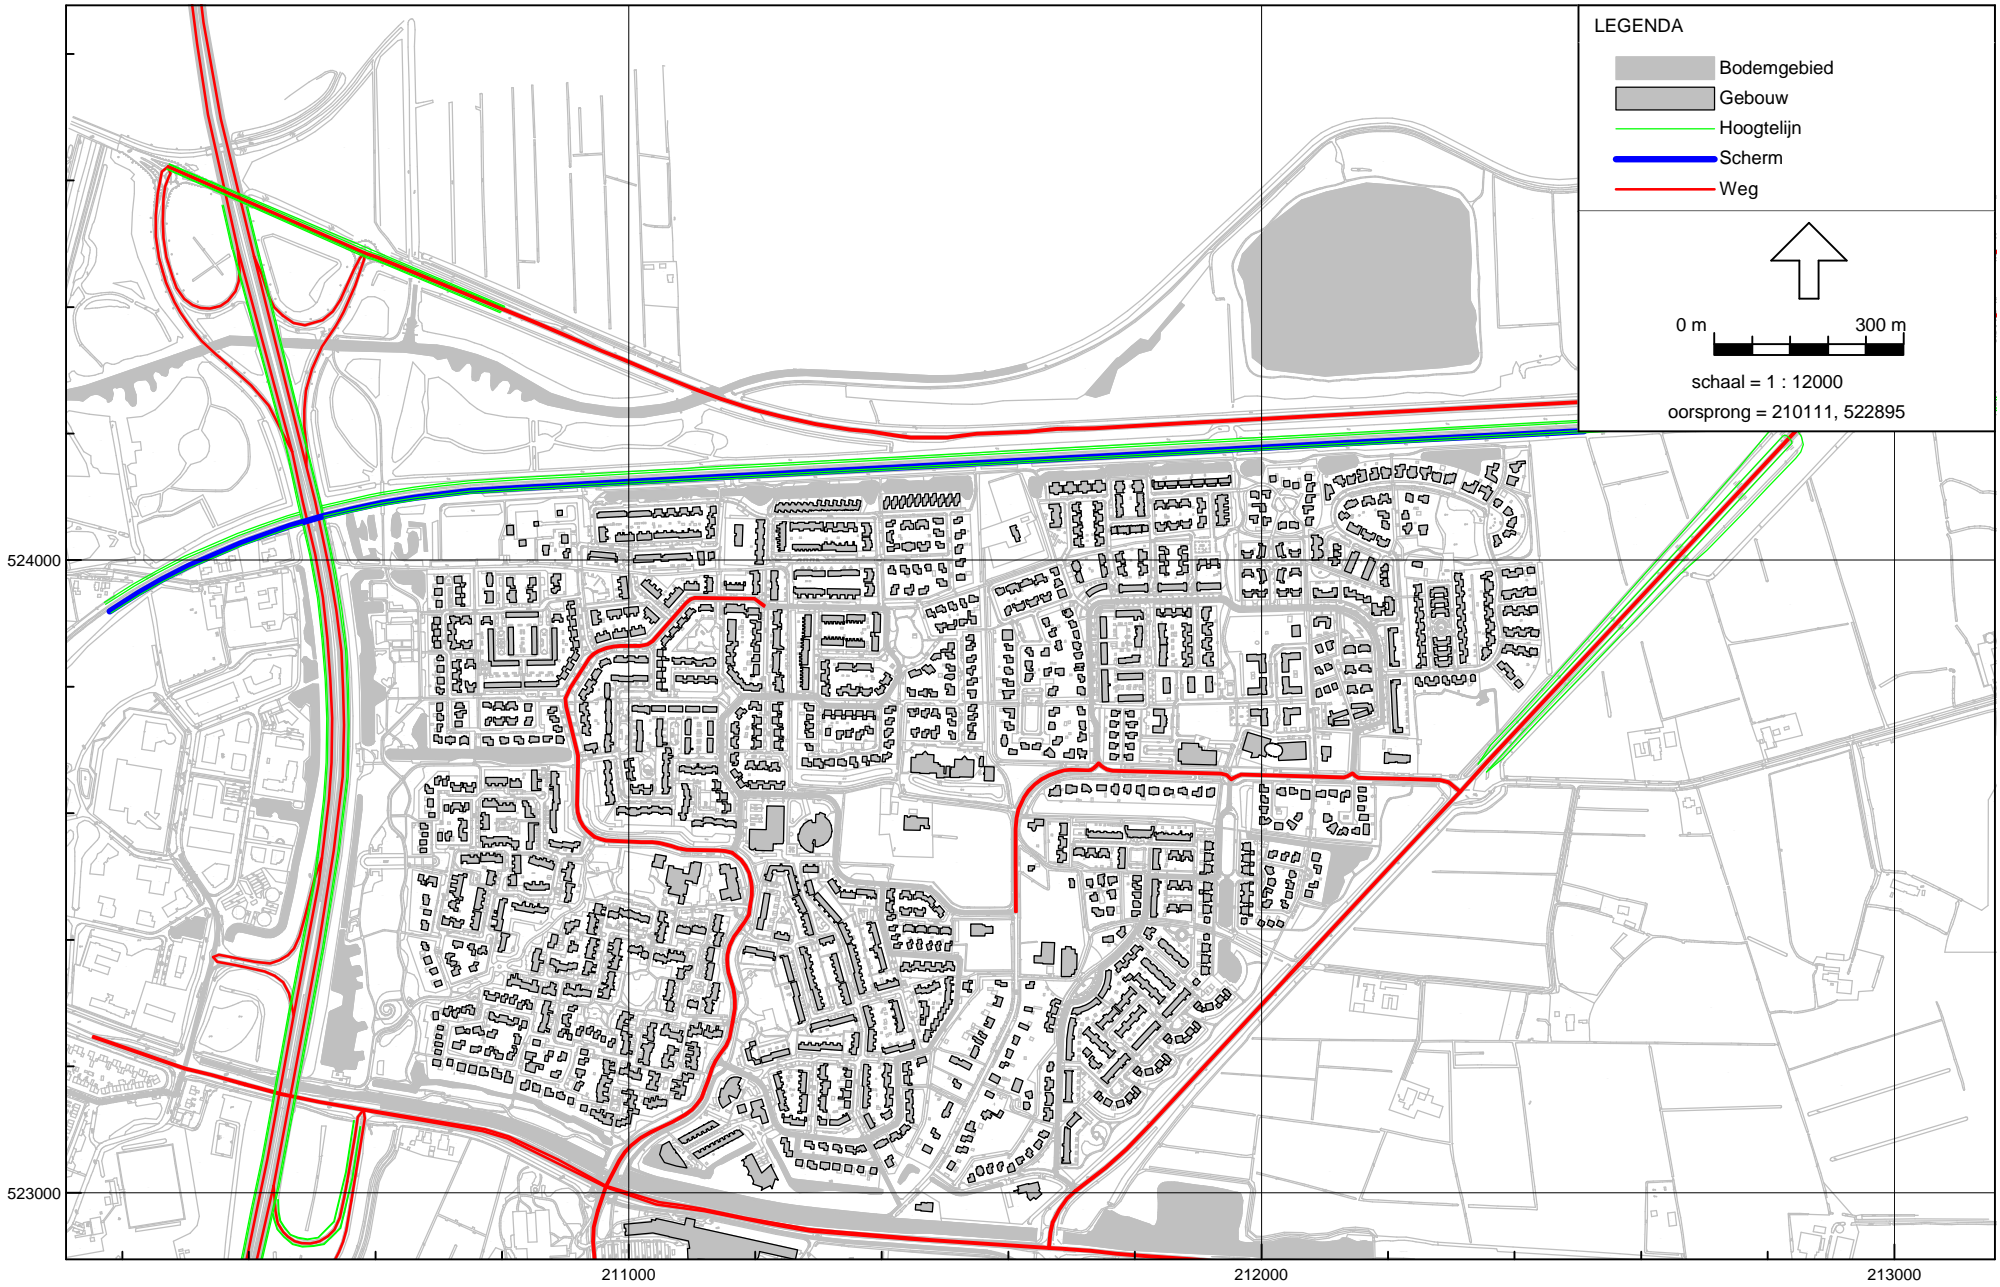 LEGENDA
Bodemgebied
Gebouw
Hoogtelijn
Scherm
Weg
0 m 300 m
schaal = 1 : 12000
oorsprong = 210111, 522895
524000
523000
211000 212000 213000